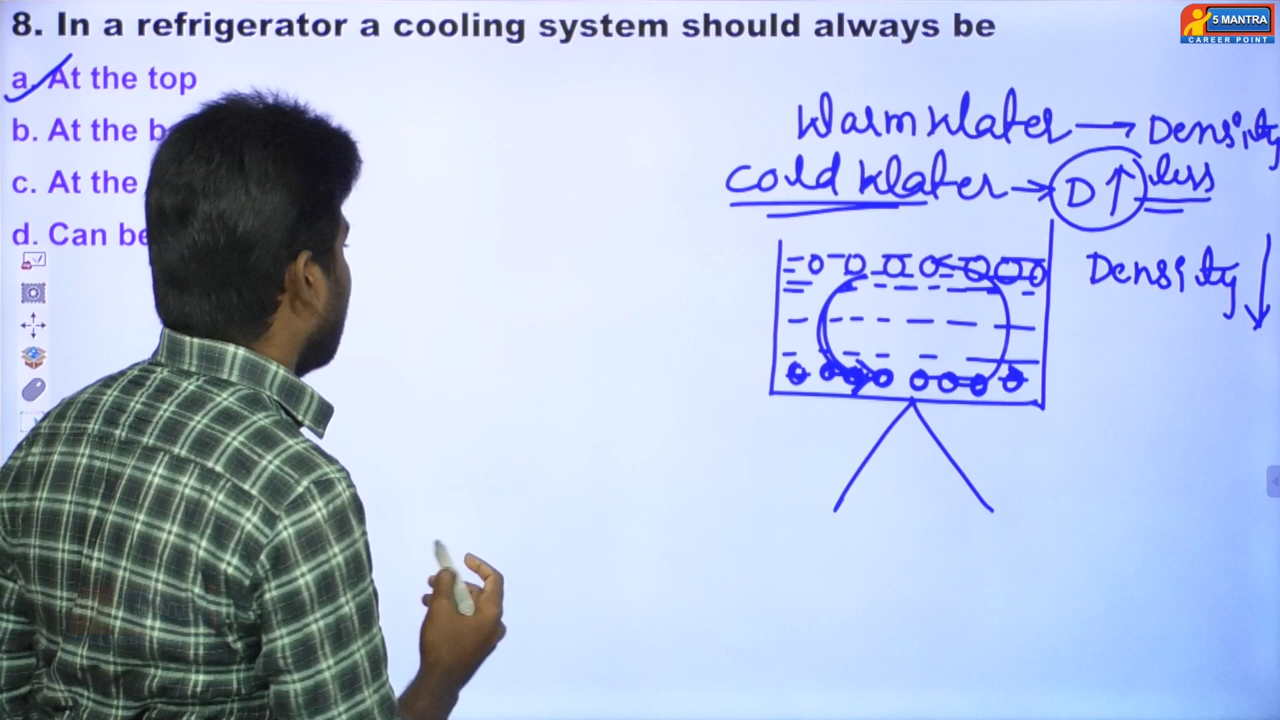 8. In a refrigerator a cooling system should always be
5 MANTRA
CAREER POINT
a. At the top
b. At the b
c. At the
d. Can be
Warm Water → Density
less
cold Water → D ↑
Density ↓